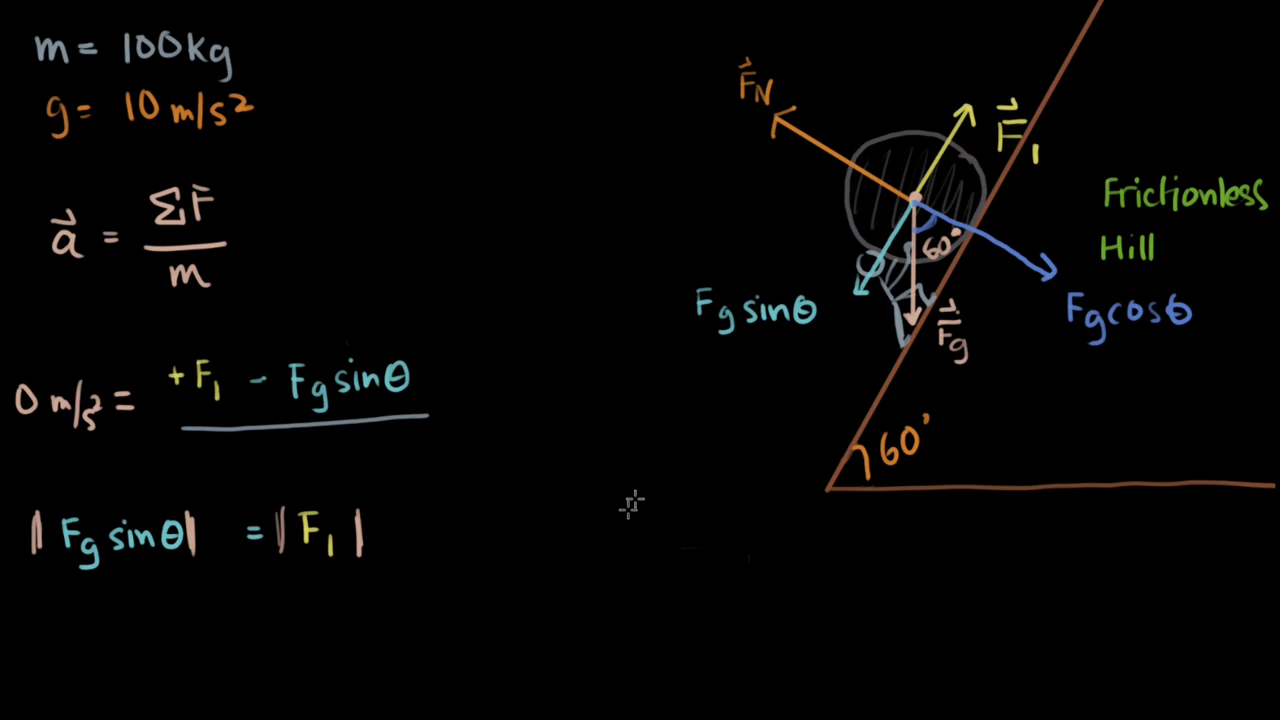 m = 100kg
g = 10 m/s²
a⃗ = ΣF⃗ / m
0 m/s² = +F₁ - Fg sinθ
| Fg sinθ | = | F₁ |
F⃗N
F⃗₁
Frictionless
Hill
60°
Fg sinθ
F⃗g
Fg cosθ
60°